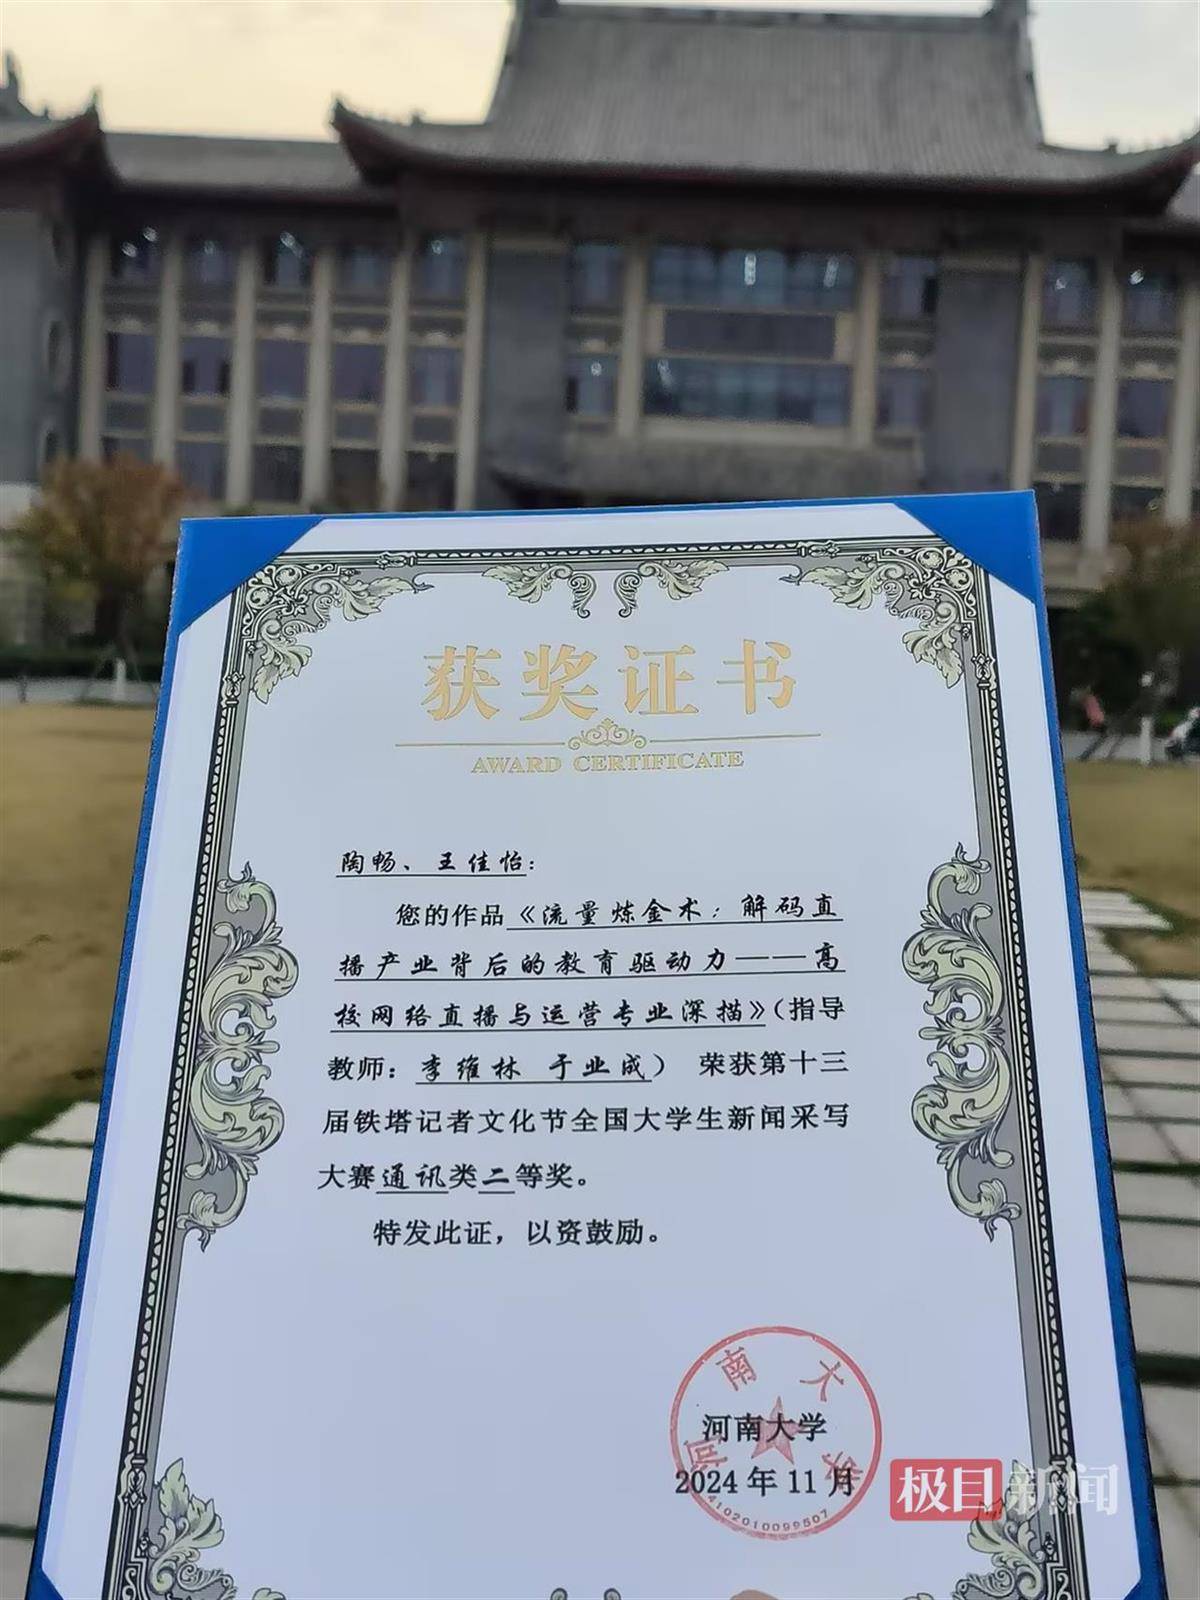 获奖证书
AWARD CERTIFICATE
陶畅、王佳怡：
您的作品《流量炼金术：解码直
播产业背后的教育驱动力——高
校网络直播与运营专业深描》（指导
教师：李维林 于业成） 荣获第十三
届铁塔记者文化节全国大学生新闻采写
大赛通讯类二等奖。
特发此证，以资鼓励。
河南大学
河南大学
2024年11月
4102010099507
极目新闻